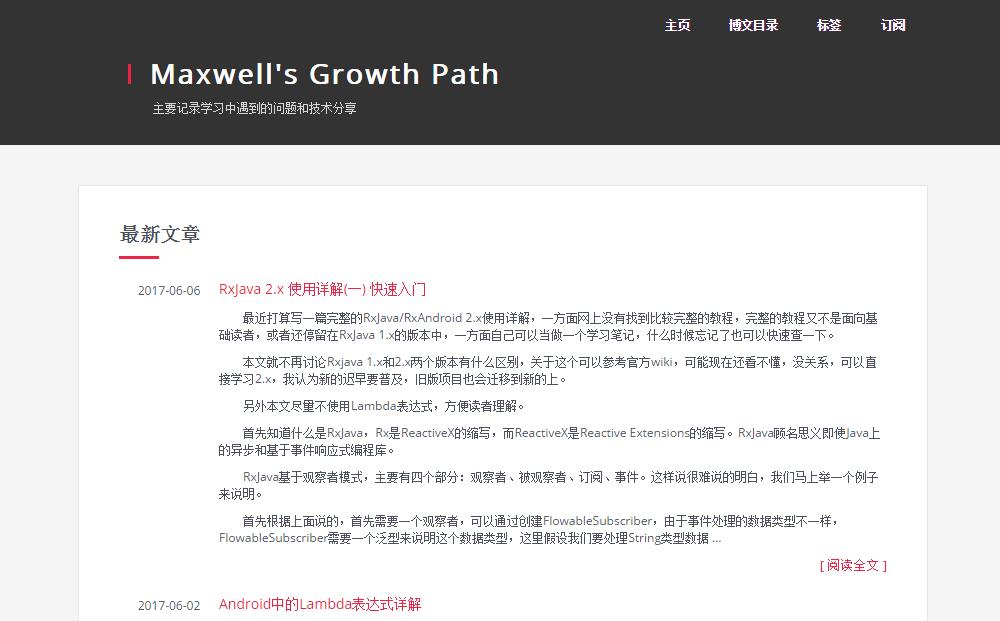 主页 博文目录 标签 订阅
Maxwell's Growth Path
主要记录学习中遇到的问题和技术分享
最新文章
2017-06-06 RxJava 2.x 使用详解(一) 快速入门
最近打算写一篇完整的RxJava/RxAndroid 2.x使用详解，一方面网上没有找到比较完整的教程，完整的教程又不是面向基
础读者，或者还停留在RxJava 1.x的版本中，一方面自己可以当做一个学习笔记，什么时候忘记了也可以快速查一下。
本文就不再讨论Rxjava 1.x和2.x两个版本有什么区别，关于这个可以参考官方wiki，可能现在还看不懂，没关系，可以直
接学习2.x，我认为新的迟早要普及，旧版项目也会迁移到新的上。
另外本文尽量不使用Lambda表达式，方便读者理解。
首先知道什么是RxJava，Rx是ReactiveX的缩写，而ReactiveX是Reactive Extensions的缩写。RxJava顾名思义即使Java上
的异步和基于事件响应式编程库。
RxJava基于观察者模式，主要有四个部分：观察者、被观察者、订阅、事件。这样说很难说的明白，我们马上举一个例子
来说明。
首先根据上面说的，首先需要一个观察者，可以通过创建FlowableSubscriber，由于事件处理的数据类型不一样，
FlowableSubscriber需要一个泛型来说明这个数据类型，这里假设我们要处理String类型数据 ...
[ 阅读全文 ]
2017-06-02 Android中的Lambda表达式详解